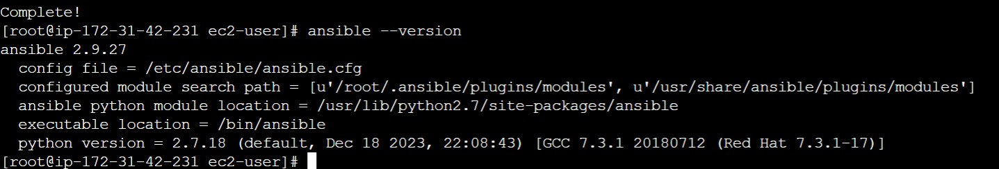 Complete!
[root@ip-172-31-42-231 ec2-user]# ansible --version
ansible 2.9.27
  config file = /etc/ansible/ansible.cfg
  configured module search path = [u'/root/.ansible/plugins/modules', u'/usr/share/ansible/plugins/modules']
  ansible python module location = /usr/lib/python2.7/site-packages/ansible
  executable location = /bin/ansible
  python version = 2.7.18 (default, Dec 18 2023, 22:08:43) [GCC 7.3.1 20180712 (Red Hat 7.3.1-17)]
[root@ip-172-31-42-231 ec2-user]#